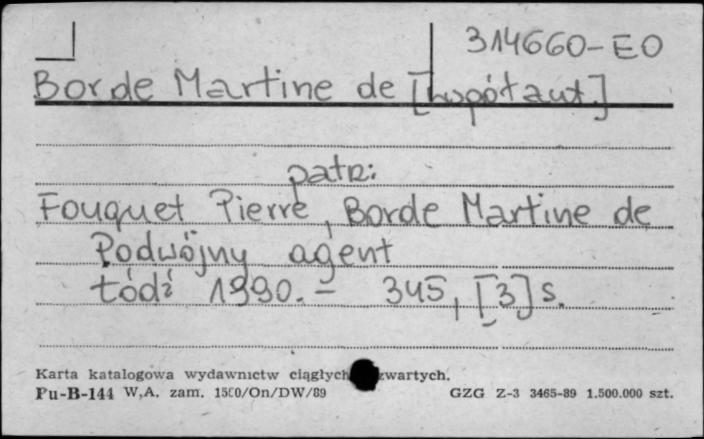 314660-EO
Borde Martine de [współaut.]
patr:
Fouquet Pierre, Borde Martine de
Podwójny agent
Łódź 1990. - 345, [3] s.
Karta katalogowa wydawnictw ciągłych zwartych.
Pu-B-144 W.A. zam. 1500/On/DW/89 GZG Z-3 3465-89 1.500.000 szt.